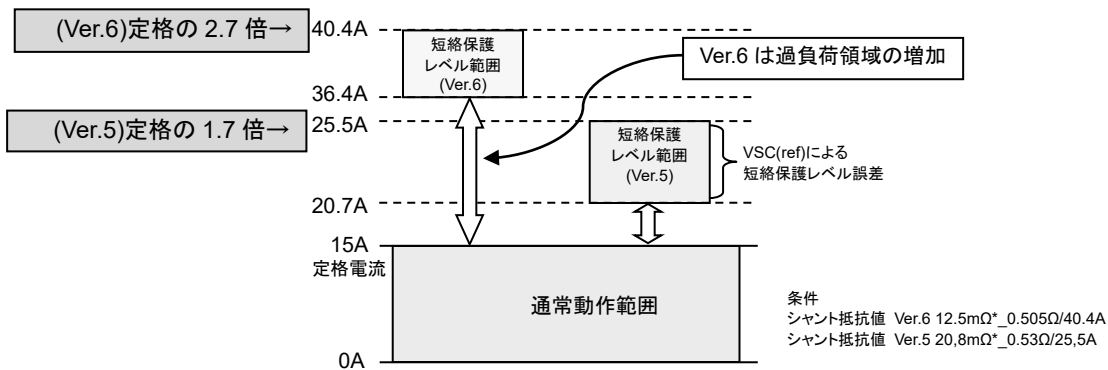 (Ver.6)定格の 2.7 倍→
40.4A
短絡保護
レベル範囲
(Ver.6)
Ver.6 は過負荷領域の増加
36.4A
(Ver.5)定格の 1.7 倍→
25.5A
短絡保護
レベル範囲
(Ver.5)
VSC(ref)による
短絡保護レベル誤差
20.7A
15A
定格電流
通常動作範囲
条件
シャント抵抗値 Ver.6 12.5mΩ*_0.505Ω/40.4A
シャント抵抗値 Ver.5 20,8mΩ*_0.53Ω/25,5A
0A